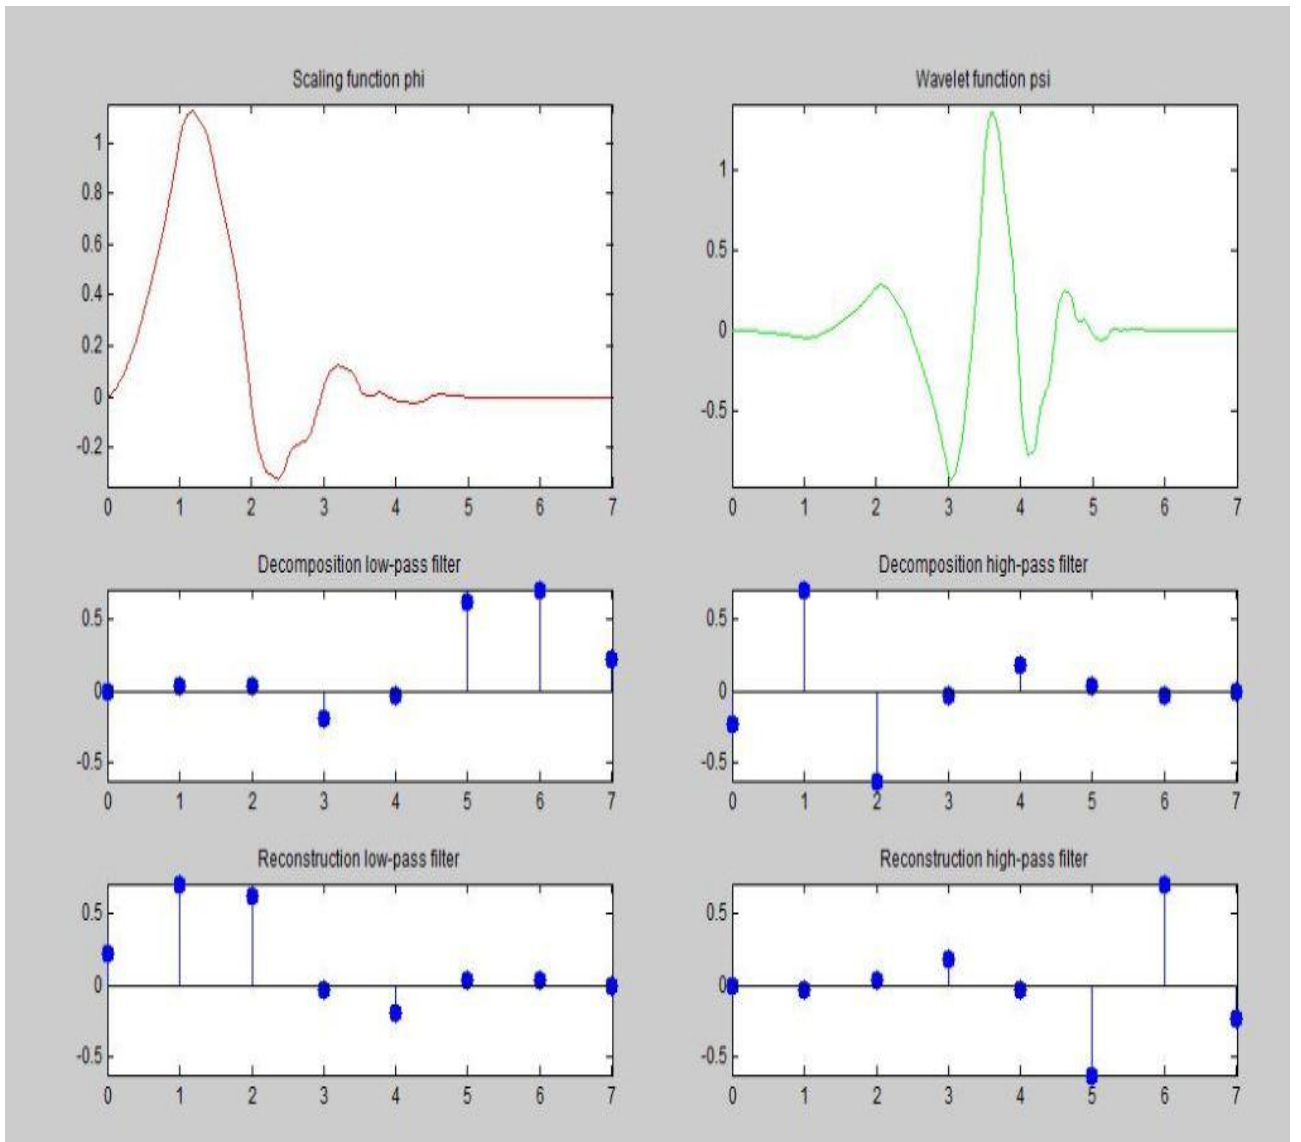 Scaling function phi
1
0.8
0.6
0.4
0.2
0
-0.2
0 1 2 3 4 5 6 7
Wavelet function psi
1
0.5
0
-0.5
0 1 2 3 4 5 6 7
Decomposition low-pass filter
0.5
0
-0.5
0 1 2 3 4 5 6 7
Decomposition high-pass filter
0.5
0
-0.5
0 1 2 3 4 5 6 7
Reconstruction low-pass filter
0.5
0
-0.5
0 1 2 3 4 5 6 7
Reconstruction high-pass filter
0.5
0
-0.5
0 1 2 3 4 5 6 7